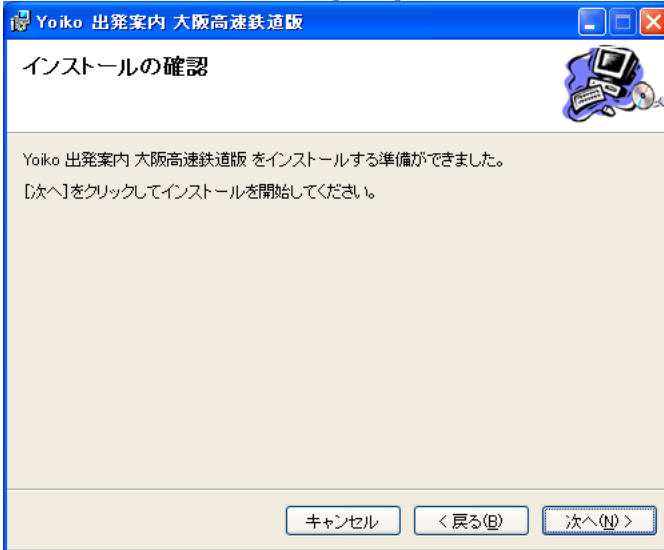 Yoiko 出発案内 大阪高速鉄道版
インストールの確認
Yoiko 出発案内 大阪高速鉄道版 をインストールする準備ができました。
[次へ]をクリックしてインストールを開始してください。
キャンセル
< 戻る(B)
次へ(N) >